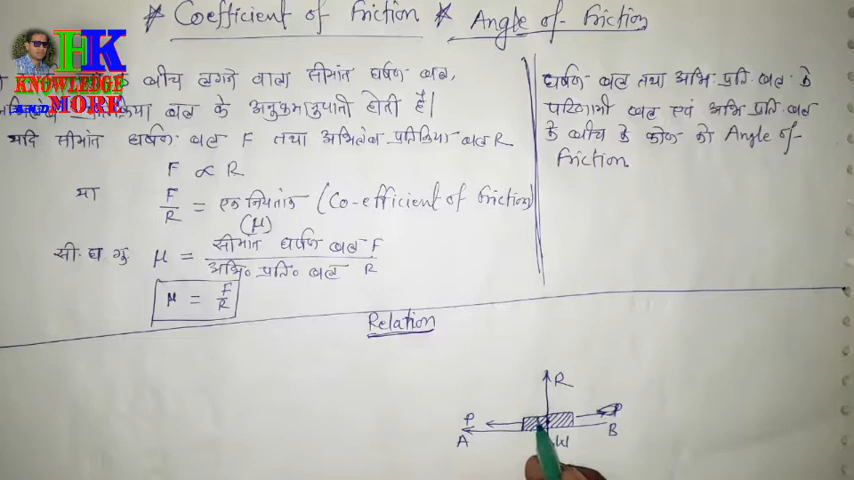 * Coefficient of friction * Angle of friction
HK
KNOWLEDGE
MORE
बीच लगने वाला सीमांत घर्षण बल,
प्रतिक्रिया बल के अनुक्रमानुपाती होती है।
यदि सीमांत घर्षण बल F तथा अभिलंब प्रतिक्रिया बल R
F ∝ R
या
F/R = एक नियतांक (Co-efficient of friction)
(μ)
सी. घ. गु. μ = सीमांत घर्षण बल F / अभि० प्रति० बल R
μ = F/R
घर्षण बल तथा अभि. प्रति. बल के
परिणामी बल एवं अभि. प्रति. बल
के बीच के कोण को Angle of
friction
Relation
R
P P
A W B